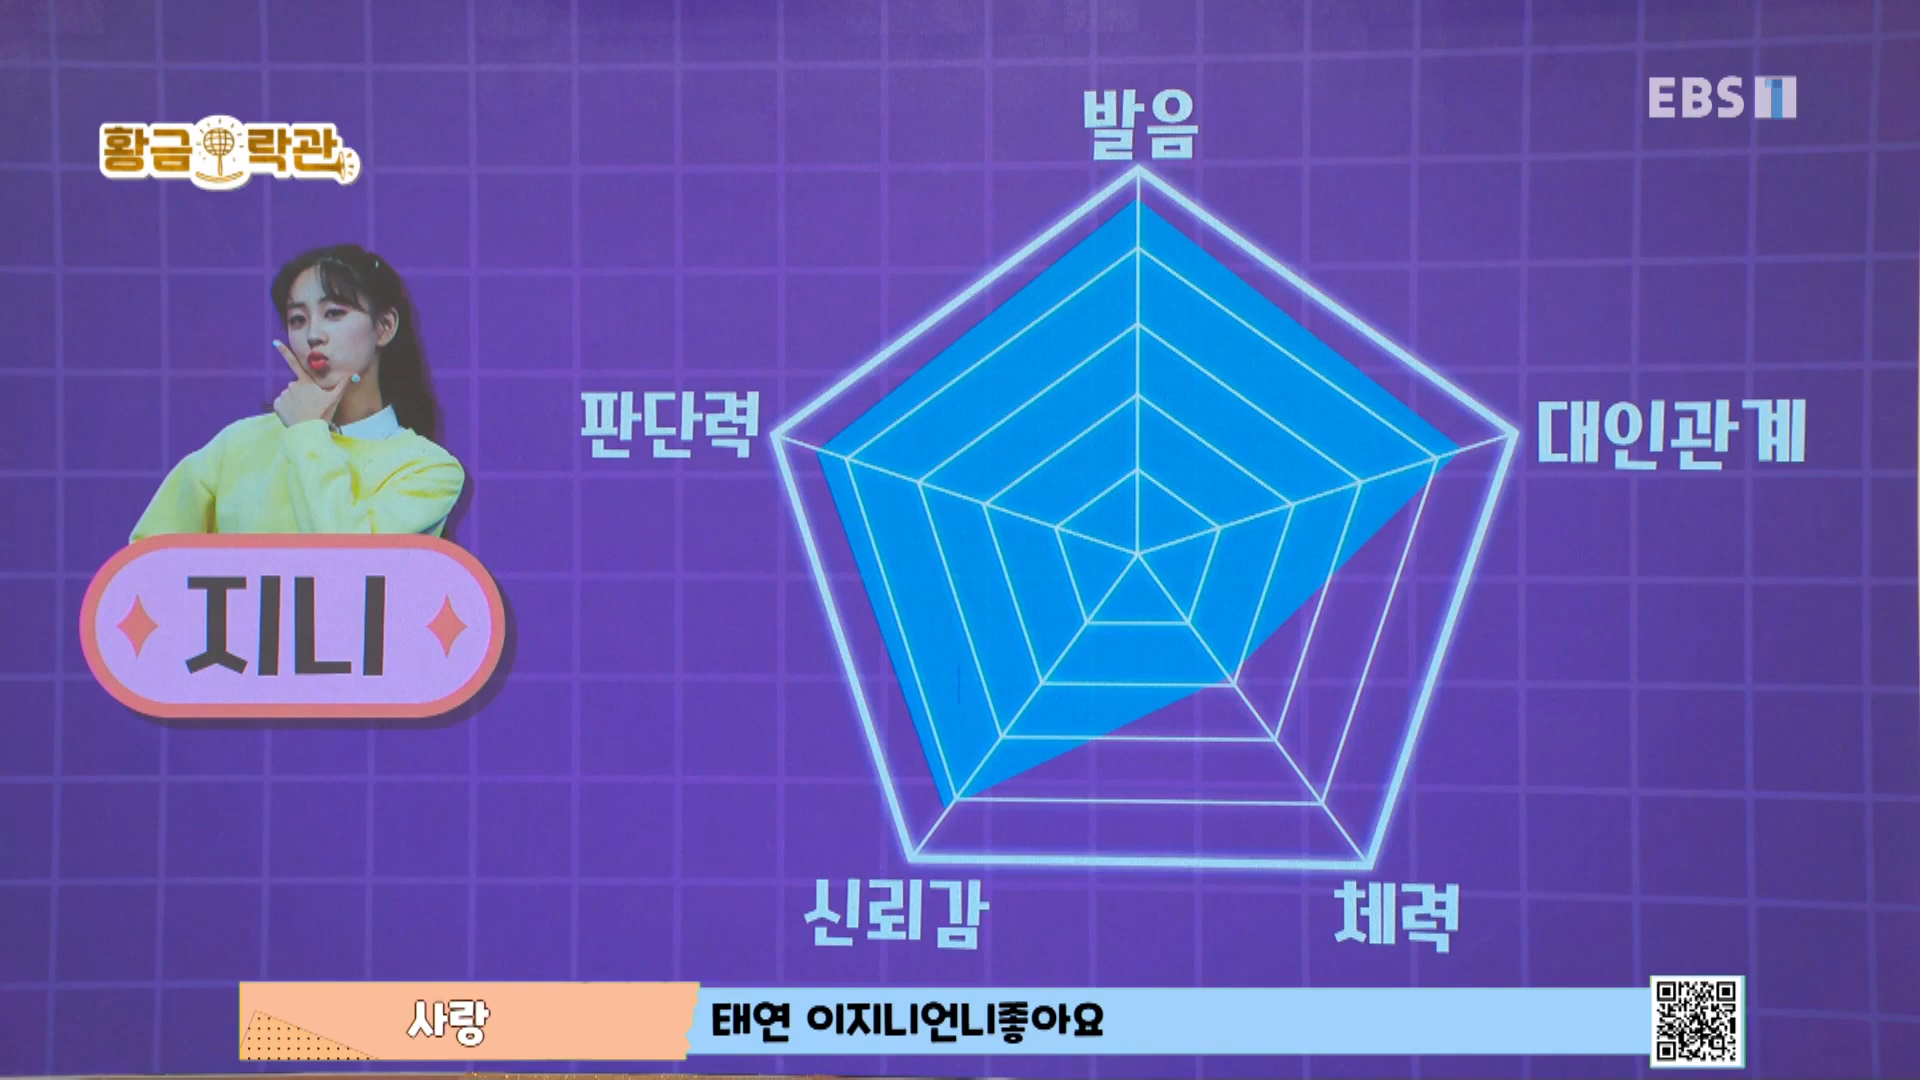 황금락관
EBS 1
발음
판단력
대인관계
지니
신뢰감
체력
사랑
태연 이지니언니좋아요